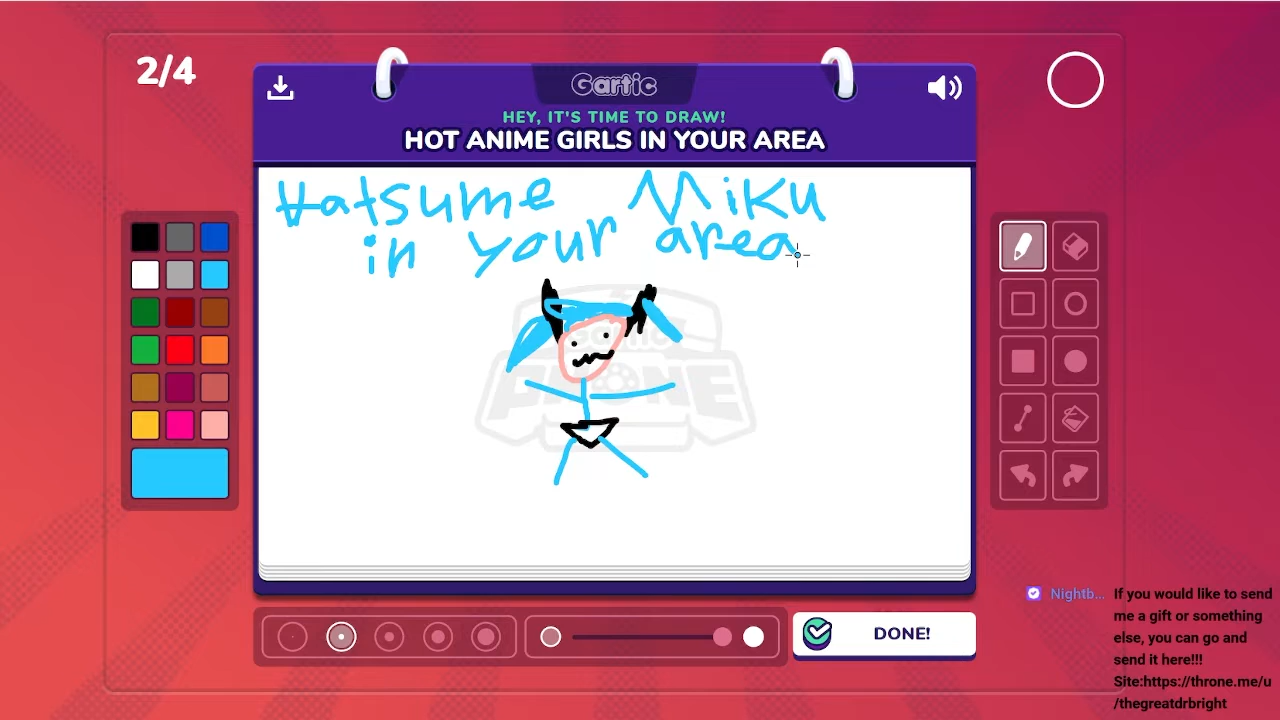 2/4
Gartic
HEY, IT'S TIME TO DRAW!
HOT ANIME GIRLS IN YOUR AREA
Hatsume Miku
in your area
Gartic
PHONE
DONE!
Nightb... If you would like to send
me a gift or something
else, you can go and
send it here!!!
Site:https://throne.me/u
/thegreatdrbright